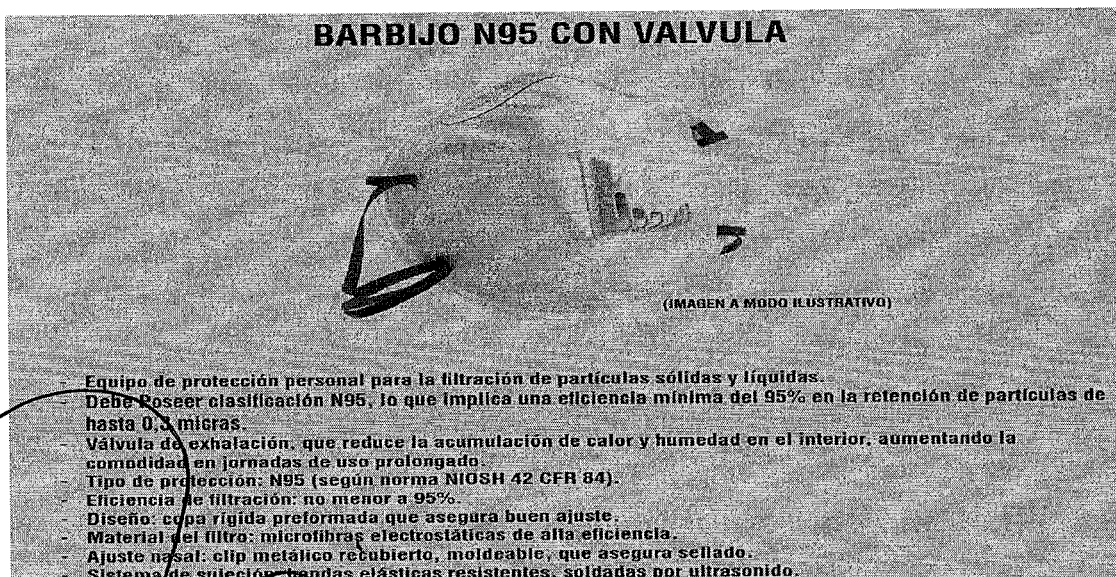 BARBIJO N95 CON VALVULA
(IMAGEN A MODO ILUSTRATIVO)
- Equipo de protección personal para la filtración de partículas sólidas y líquidas.
- Debe Poseer clasificación N95, lo que implica una eficiencia mínima del 95% en la retención de partículas de
hasta 0,3 micras.
- Válvula de exhalación, que reduce la acumulación de calor y humedad en el interior, aumentando la
comodidad en jornadas de uso prolongado.
- Tipo de protección: N95 (según norma NIOSH 42 CFR 84).
- Eficiencia de filtración: no menor a 95%.
- Diseño: copa rígida preformada que asegura buen ajuste.
- Material del filtro: microfibras electrostáticas de alta eficiencia.
- Ajuste nasal: clip metálico recubierto, moldeable, que asegura sellado.
- Sistema de sujeción: bandas elásticas resistentes, soldadas por ultrasonido.